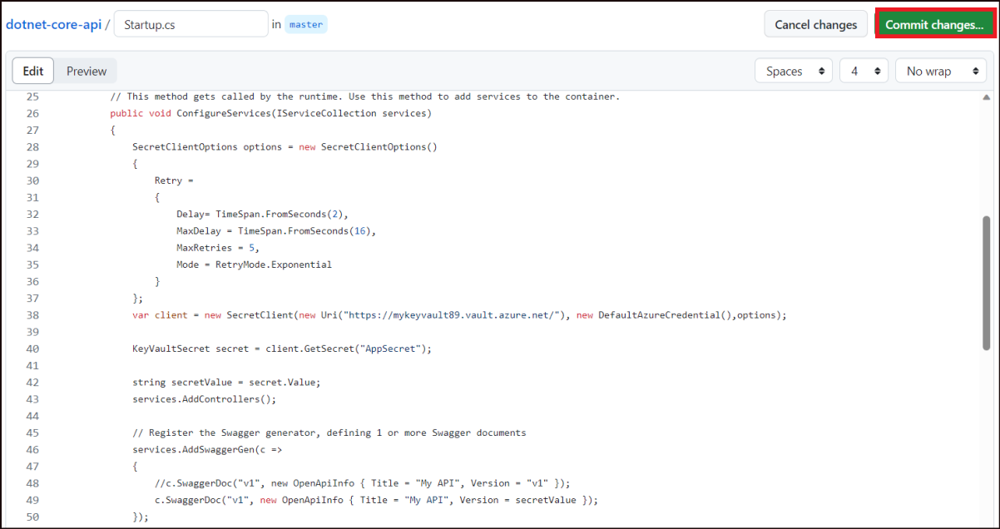 dotnet-core-api / Startup.cs in master Cancel changes Commit changes...
Edit Preview Spaces 4 No wrap
25 // This method gets called by the runtime. Use this method to add services to the container.
26 public void ConfigureServices(IServiceCollection services)
27 {
28 SecretClientOptions options = new SecretClientOptions()
29 {
30 Retry =
31 {
32 Delay= TimeSpan.FromSeconds(2),
33 MaxDelay = TimeSpan.FromSeconds(16),
34 MaxRetries = 5,
35 Mode = RetryMode.Exponential
36 }
37 };
38 var client = new SecretClient(new Uri("https://mykeyvault89.vault.azure.net/"), new DefaultAzureCredential(),options);
39
40 KeyVaultSecret secret = client.GetSecret("AppSecret");
41
42 string secretValue = secret.Value;
43 services.AddControllers();
44
45 // Register the Swagger generator, defining 1 or more Swagger documents
46 services.AddSwaggerGen(c =>
47 {
48 //c.SwaggerDoc("v1", new OpenApiInfo { Title = "My API", Version = "v1" });
49 c.SwaggerDoc("v1", new OpenApiInfo { Title = "My API", Version = secretValue });
50 });